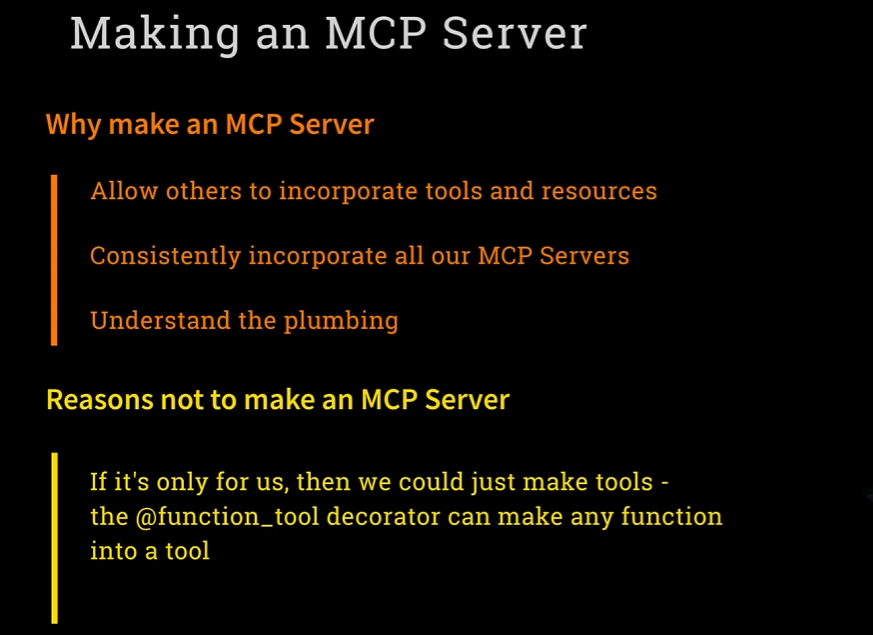 Making an MCP Server
Why make an MCP Server
Allow others to incorporate tools and resources
Consistently incorporate all our MCP Servers
Understand the plumbing
Reasons not to make an MCP Server
If it's only for us, then we could just make tools -
the @function_tool decorator can make any function
into a tool